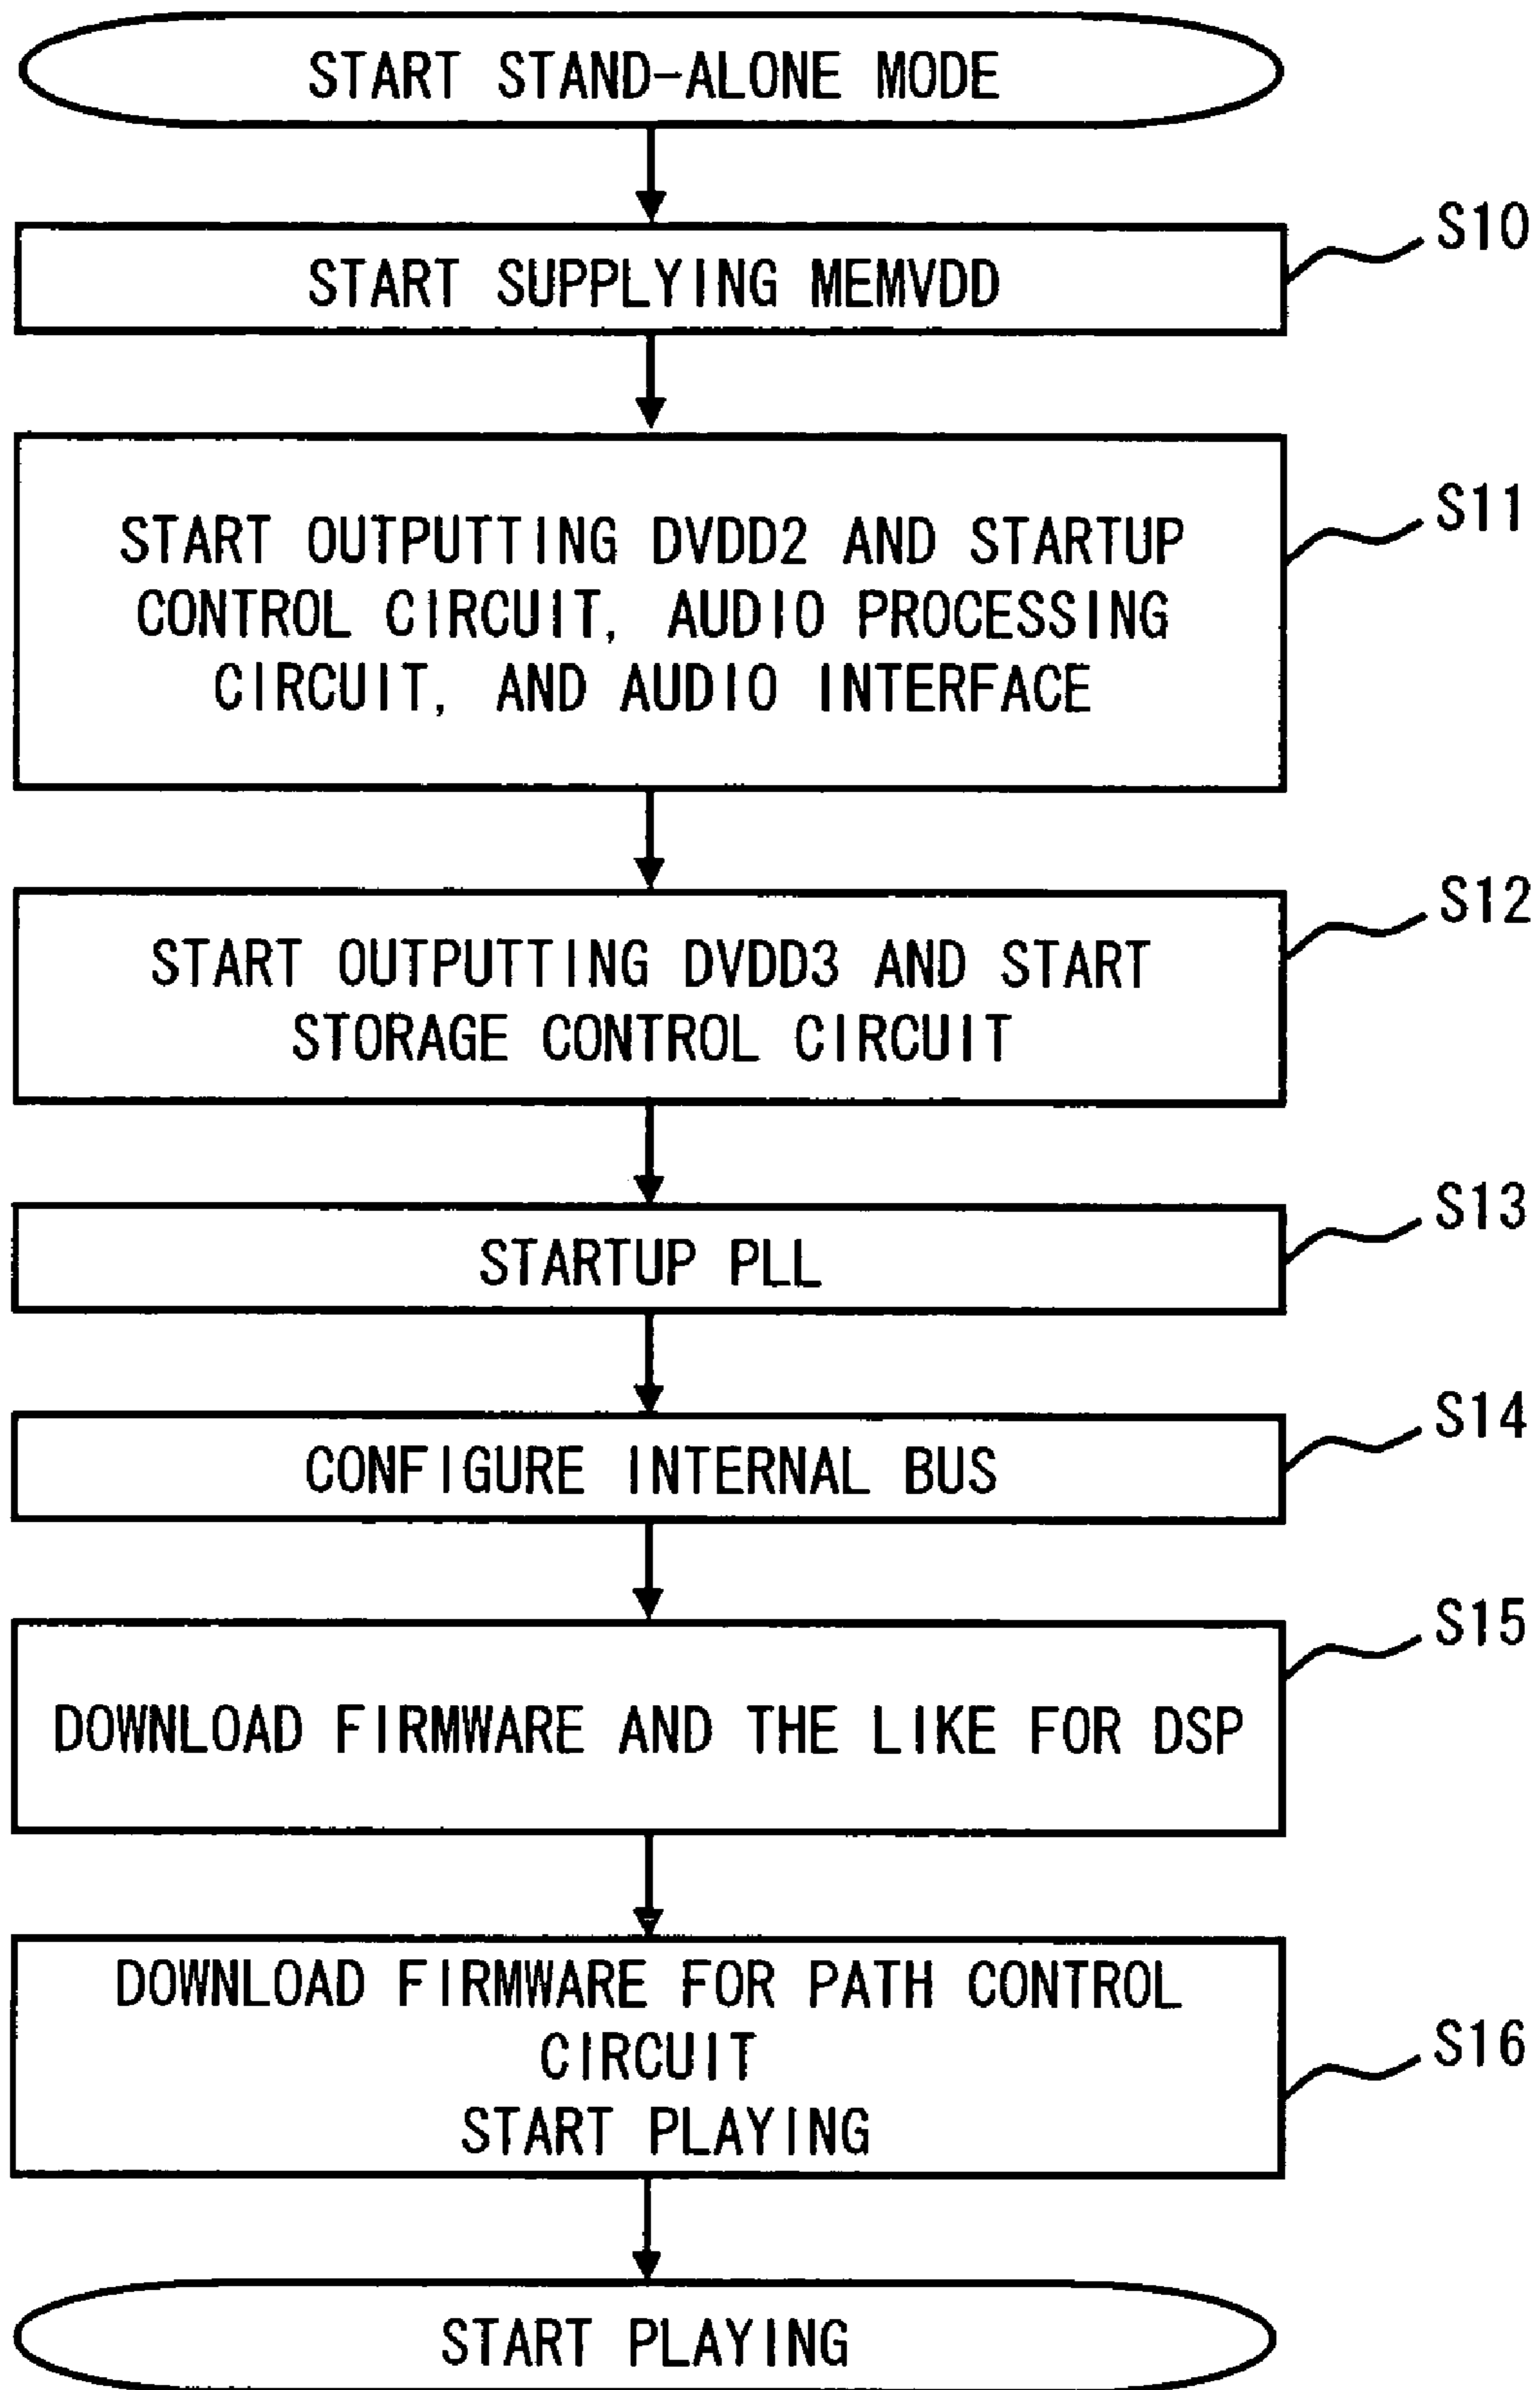 START STAND-ALONE MODE
START SUPPLYING MEMVDD
S10
START OUTPUTTING DVDD2 AND STARTUP
CONTROL CIRCUIT, AUDIO PROCESSING
CIRCUIT, AND AUDIO INTERFACE
S11
START OUTPUTTING DVDD3 AND START
STORAGE CONTROL CIRCUIT
S12
STARTUP PLL
S13
CONFIGURE INTERNAL BUS
S14
DOWNLOAD FIRMWARE AND THE LIKE FOR DSP
S15
DOWNLOAD FIRMWARE FOR PATH CONTROL
CIRCUIT
START PLAYING
S16
START PLAYING